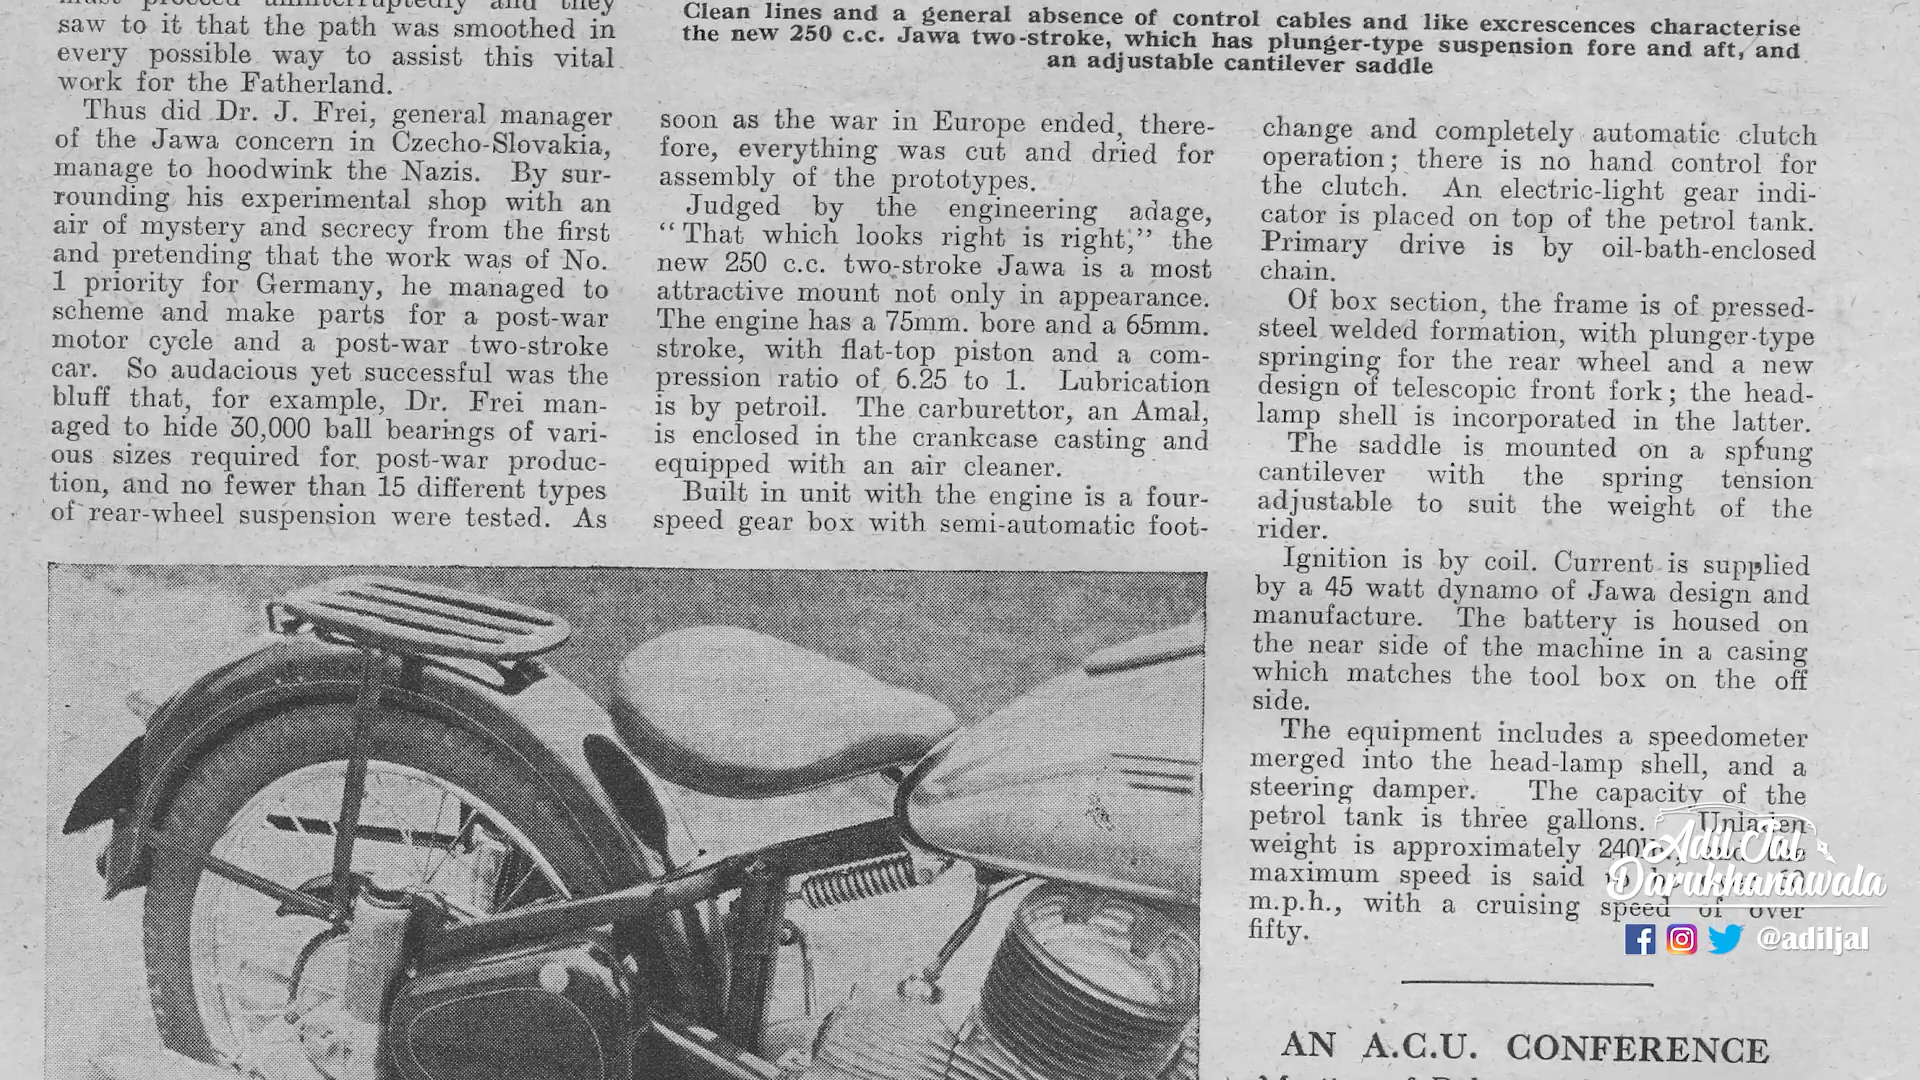 must proceed uninterruptedly and they
saw to it that the path was smoothed in
every possible way to assist this vital
work for the Fatherland.
Thus did Dr. J. Frei, general manager
of the Jawa concern in Czecho-Slovakia,
manage to hoodwink the Nazis. By sur-
rounding his experimental shop with an
air of mystery and secrecy from the first
and pretending that the work was of No.
1 priority for Germany, he managed to
scheme and make parts for a post-war
motor cycle and a post-war two-stroke
car. So audacious yet successful was the
bluff that, for example, Dr. Frei man-
aged to hide 30,000 ball bearings of vari-
ous sizes required for post-war produc-
tion, and no fewer than 15 different types
of rear-wheel suspension were tested. As
Clean lines and a general absence of control cables and like excrescences characterise
the new 250 c.c. Jawa two-stroke, which has plunger-type suspension fore and aft, and
an adjustable cantilever saddle
soon as the war in Europe ended, there-
fore, everything was cut and dried for
assembly of the prototypes.
Judged by the engineering adage,
“That which looks right is right,” the
new 250 c.c. two-stroke Jawa is a most
attractive mount not only in appearance.
The engine has a 75mm. bore and a 65mm.
stroke, with flat-top piston and a com-
pression ratio of 6.25 to 1. Lubrication
is by petroil. The carburettor, an Amal,
is enclosed in the crankcase casting and
equipped with an air cleaner.
Built in unit with the engine is a four-
speed gear box with semi-automatic foot-
change and completely automatic clutch
operation; there is no hand control for
the clutch. An electric-light gear indi-
cator is placed on top of the petrol tank.
Primary drive is by oil-bath-enclosed
chain.
Of box section, the frame is of pressed-
steel welded formation, with plunger-type
springing for the rear wheel and a new
design of telescopic front fork; the head-
lamp shell is incorporated in the latter.
The saddle is mounted on a sprung
cantilever with the spring tension
adjustable to suit the weight of the
rider.
Ignition is by coil. Current is supplied
by a 45 watt dynamo of Jawa design and
manufacture. The battery is housed on
the near side of the machine in a casing
which matches the tool box on the off
side.
The equipment includes a speedometer
merged into the head-lamp shell, and a
steering damper. The capacity of the
petrol tank is three gallons. Unladen
weight is approximately 240lb.
maximum speed is said
m.p.h., with a cruising speed of over
fifty.
AN A.C.U. CONFERENCE
Adil Jal
Darukhanawala
@adiljal